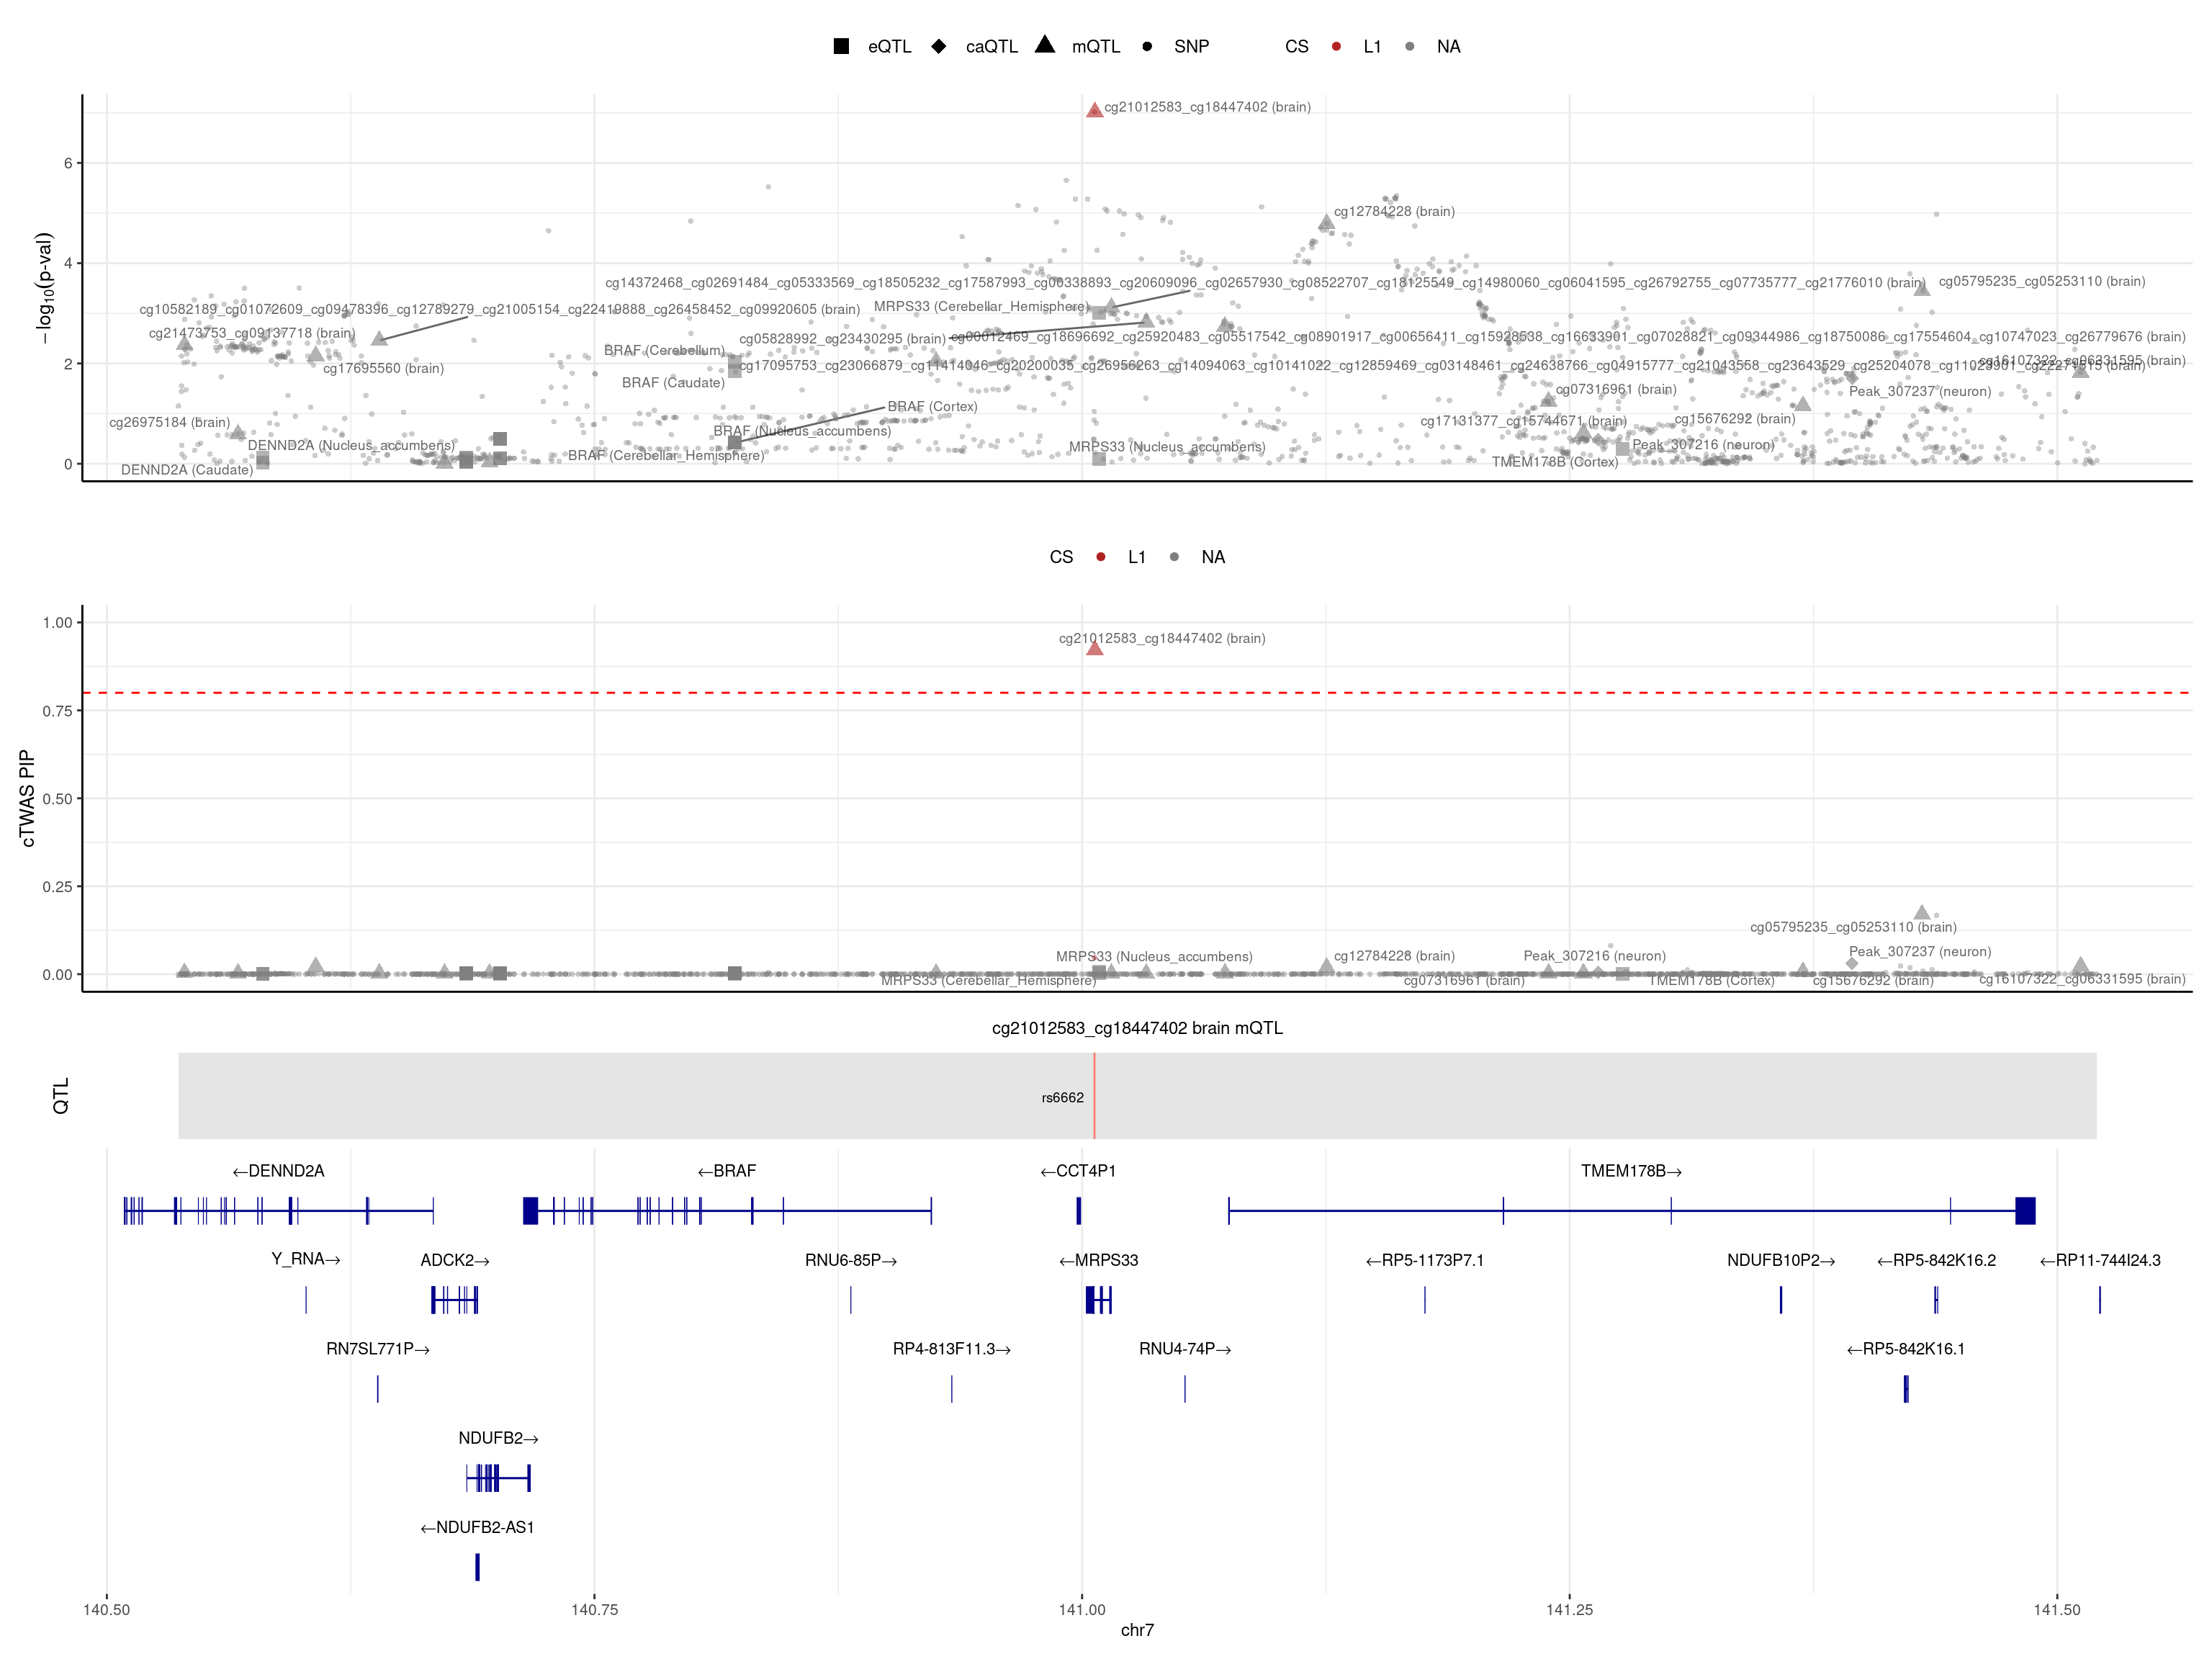 eQTL caQTL mQTL SNP CS L1 NA
cg21012583_cg18447402 (brain)
6
cg12784228 (brain)
4
cg14372468_cg02691484_cg05333569_cg18505232_cg17587993_cg00338893_cg20609096_cg02657930_cg08522707_cg18125549_cg14980060_cg06041595_cg26792755_cg07735777_cg21776010 (brain)
cg05795235_cg05253110 (brain)
MRPS33 (Cerebellar_Hemisphere)
cg10582189_cg01072609_cg09478396_cg12789279_cg21005154_cg22419888_cg26458452_cg09920605 (brain)
cg21473753_cg09137718 (brain)
cg05828992_cg23430295 (brain)
cg00012469_cg18696692_cg25920483_cg05517542_cg08901917_cg00656411_cg15928538_cg16633901_cg07028821_cg09344986_cg18750086_cg17554604_cg10747023_cg26779676 (brain)
BRAF (Cerebellum)
cg16107322_cg06331595 (brain)
2
cg17695560 (brain)
cg17095753_cg23066879_cg11414046_cg20200035_cg26956263_cg14094063_cg10141022_cg12859469_cg03148461_cg24638766_cg04915777_cg21043558_cg23643529_cg25204078
BRAF (Caudate)
cg07316961 (brain)
Peak_307237 (neuron)
BRAF (Cortex)
cg26975184 (brain)
cg17131377_cg15744671 (brain)
cg15676292 (brain)
BRAF (Nucleus_accumbens)
DENND2A (Nucleus_accumbens)
MRPS33 (Nucleus_accumbens)
Peak_307216 (neuron)
BRAF (Cerebellar_Hemisphere)
0
DENND2A (Caudate)
TMEM178B (Cortex)
−log10(p-val)
CS L1 NA
1.00
cg21012583_cg18447402 (brain)
0.75
0.50
0.25
cg05795235_cg05253110 (brain)
Peak_307237 (neuron)
MRPS33 (Nucleus_accumbens)
cg12784228 (brain)
Peak_307216 (neuron)
0.00
MRPS33 (Cerebellar_Hemisphere)
cg07316961 (brain)
TMEM178B (Cortex)
cg15676292 (brain)
cg16107322_cg06331595 (brain)
cTWAS PIP
cg21012583_cg18447402 brain mQTL
QTL
rs6662
←DENND2A ←BRAF ←CCT4P1 TMEM178B→
Y_RNA→ ADCK2→ RNU6-85P→ ←MRPS33 ←RP5-1173P7.1 NDUFB10P2→ ←RP5-842K16.2 ←RP11-744I24.3
RN7SL771P→ RP4-813F11.3→ RNU4-74P→ ←RP5-842K16.1
NDUFB2→
←NDUFB2-AS1
140.50 140.75 141.00 141.25 141.50
chr7